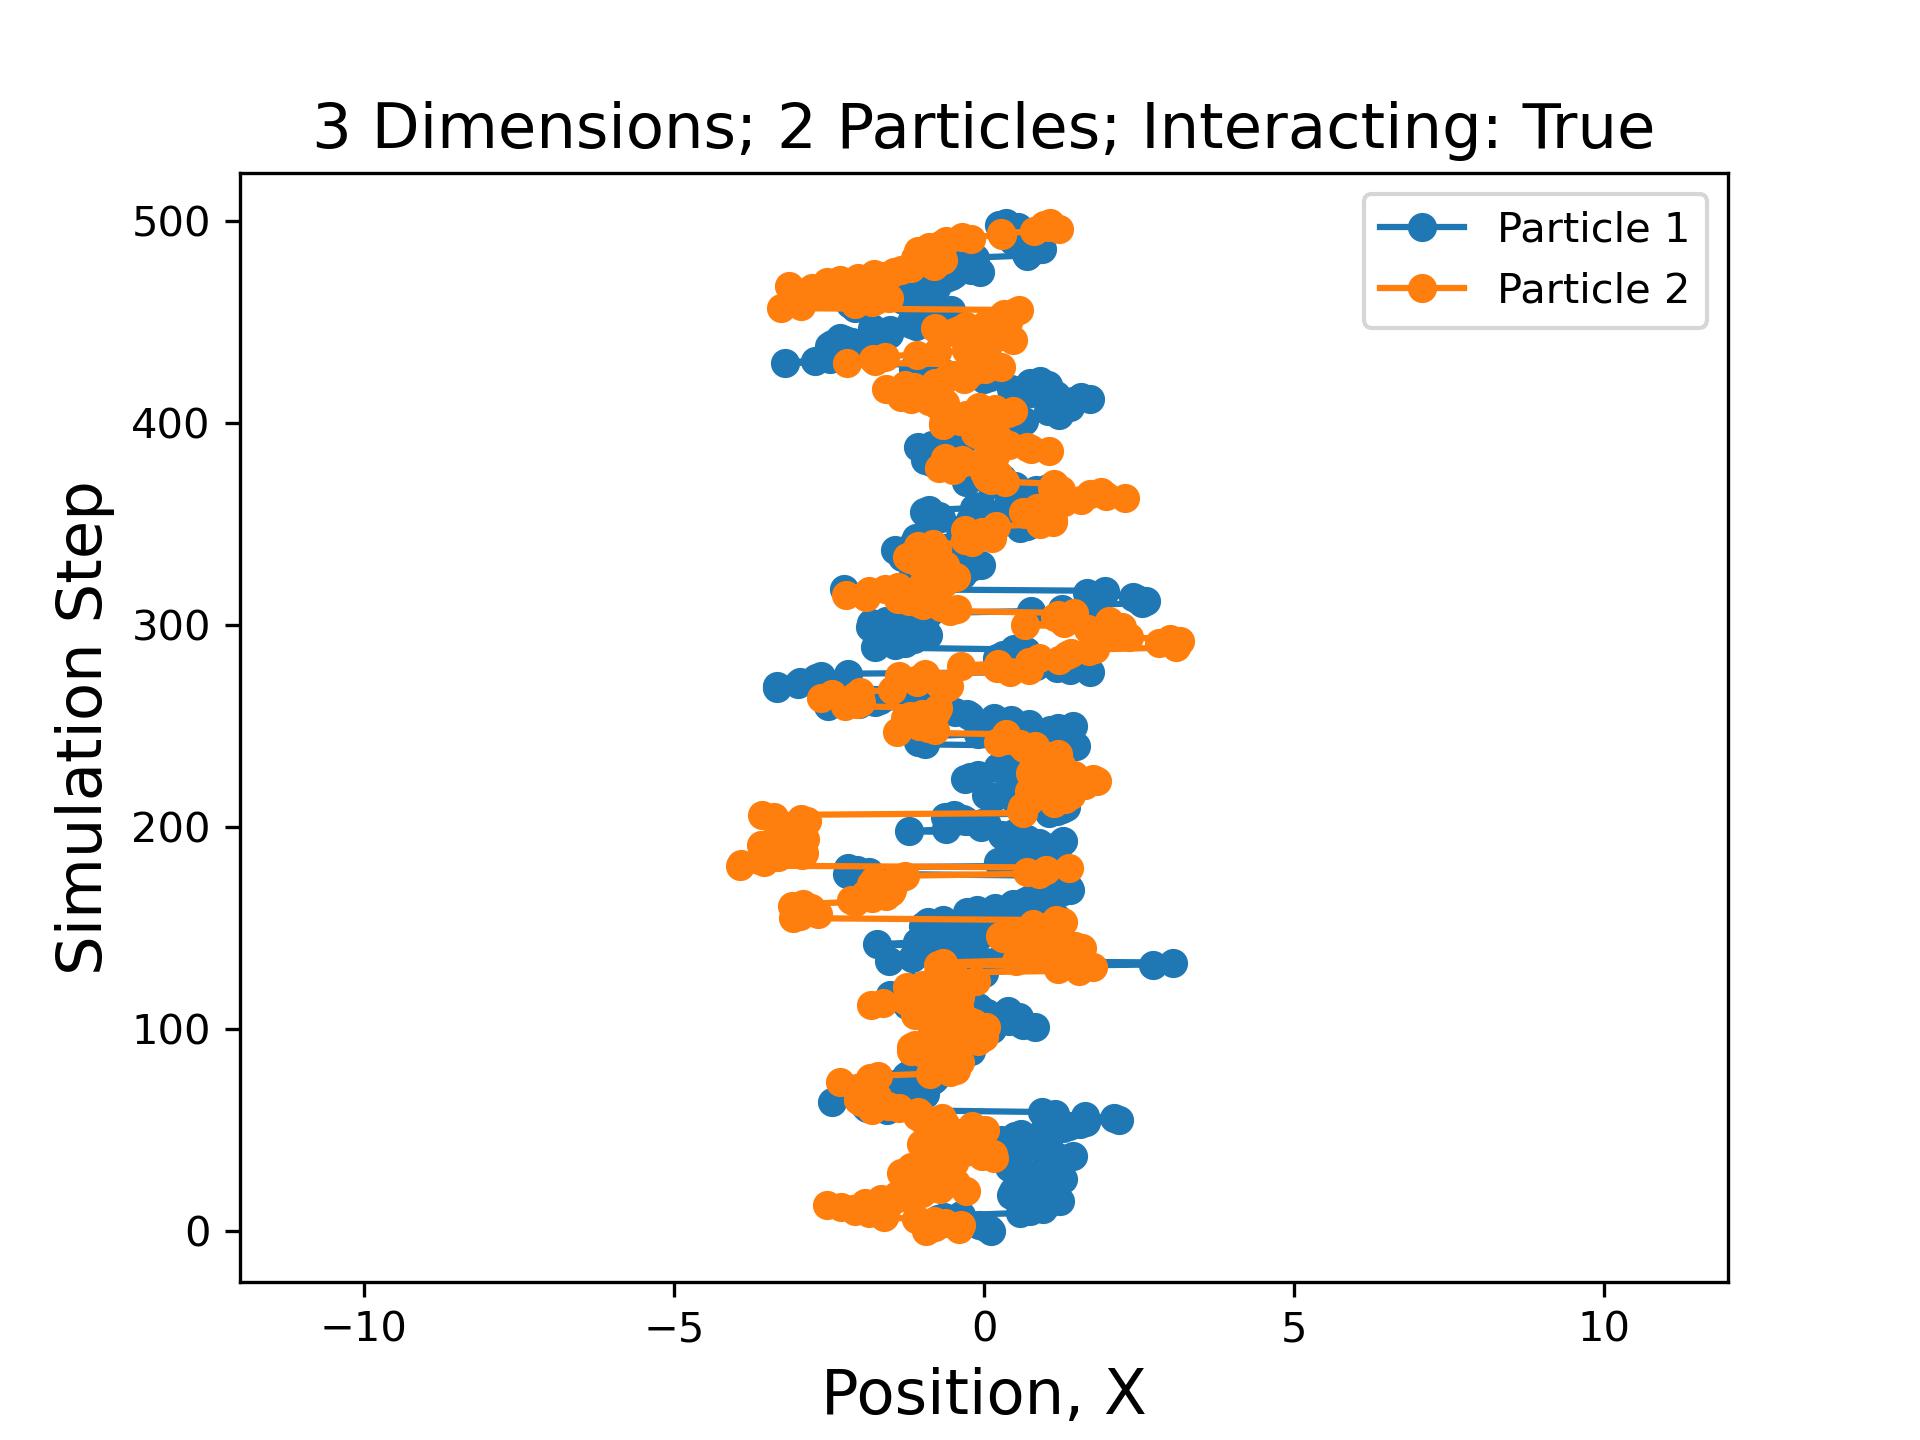 3 Dimensions; 2 Particles; Interacting: True
Particle 1
Particle 2
500
400
300
200
100
0
Simulation Step
−10
−5
0
5
10
Position, X